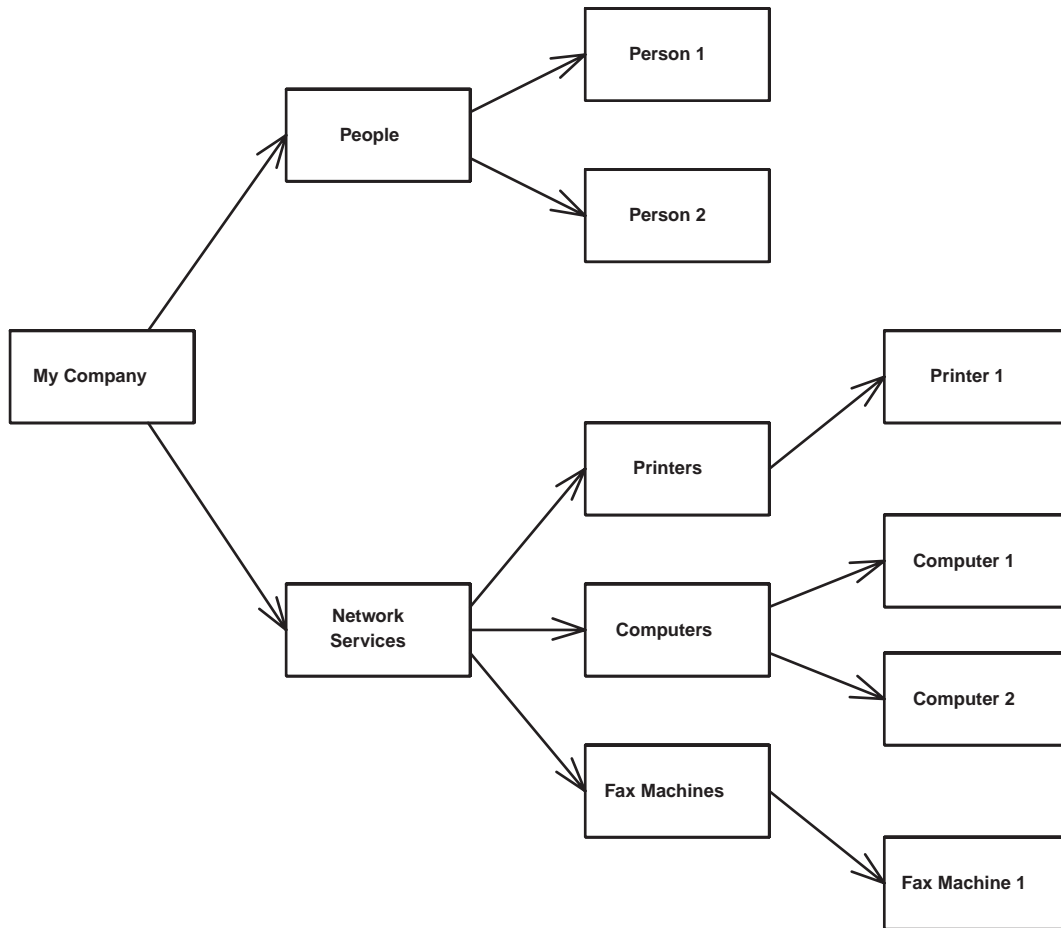 Person 1
People
Person 2
My Company
Printer 1
Printers
Computer 1
Network
Services
Computers
Computer 2
Fax Machines
Fax Machine 1